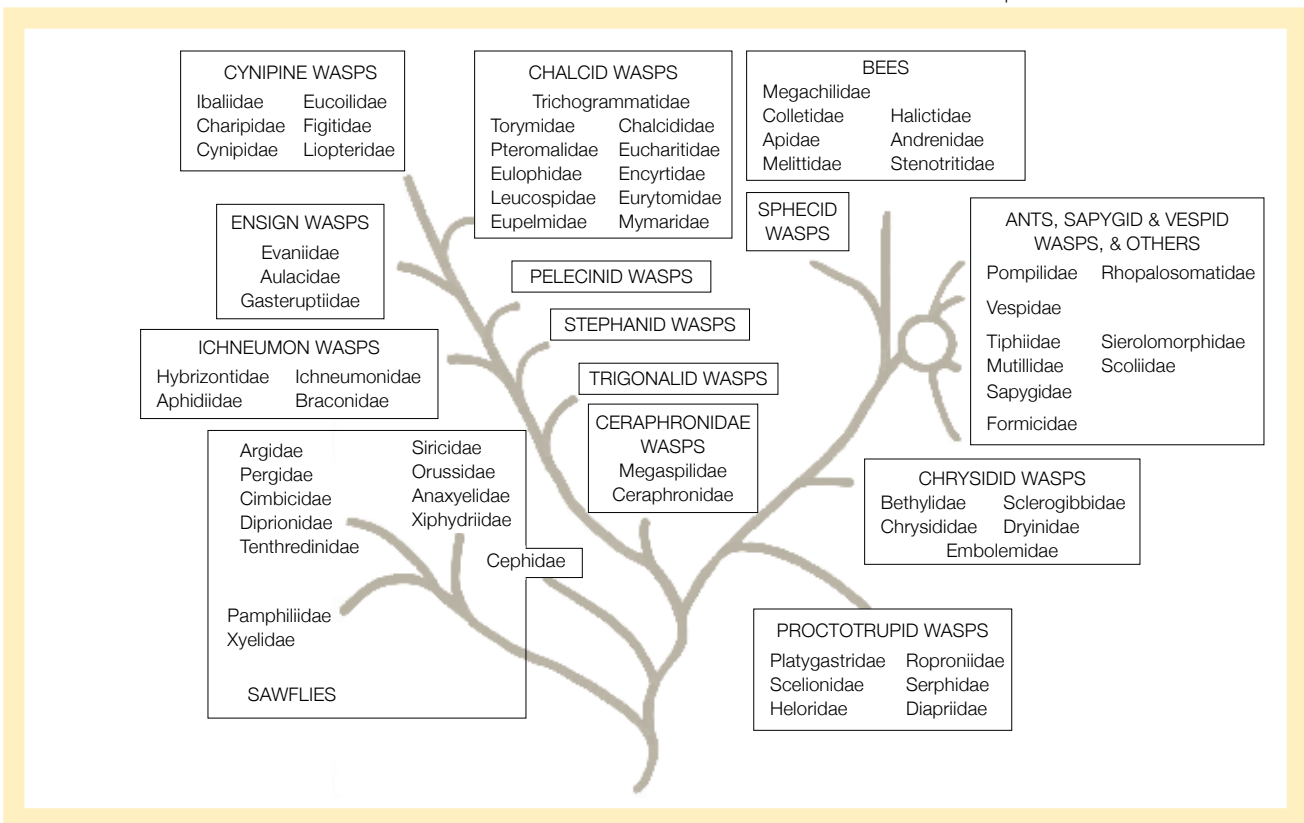 CYNIPINE WASPS
Ibaliidae Eucoilidae
Charipidae Figitidae
Cynipidae Liopteridae
CHALCID WASPS
Trichogrammatidae
Torymidae Chalcididae
Pteromalidae Eucharitidae
Eulophidae Encyrtidae
Leucospidae Eurytomidae
Eupelmidae Mymaridae
BEES
Megachilidae
Colletidae Halictidae
Apidae Andrenidae
Melittidae Stenotritidae
ENSIGN WASPS
Evaniidae
Aulacidae
Gasteruptiidae
SPHECID
WASPS
ANTS, SAPYGID & VESPID
WASPS, & OTHERS
Pompilidae Rhopalosomatidae
Vespidae
Tiphiidae Sierolomorphidae
Mutillidae Scoliidae
Sapygidae
Formicidae
PELECINID WASPS
STEPHANID WASPS
ICHNEUMON WASPS
Hybrizontidae Ichneumonidae
Aphidiidae Braconidae
TRIGONALID WASPS
CERAPHRONIDAE
WASPS
Megaspilidae
Ceraphronidae
Argidae Siricidae
Pergidae Orussidae
Cimbicidae Anaxyelidae
Diprionidae Xiphydriidae
Tenthredinidae
Cephidae
Pamphiliidae
Xyelidae
SAWFLIES
CHRYSIDID WASPS
Bethylidae Sclerogibbidae
Chrysididae Dryinidae
Embolemidae
PROCTOTRUPID WASPS
Platygastridae Roproniidae
Scelionidae Serphidae
Heloridae Diapriidae